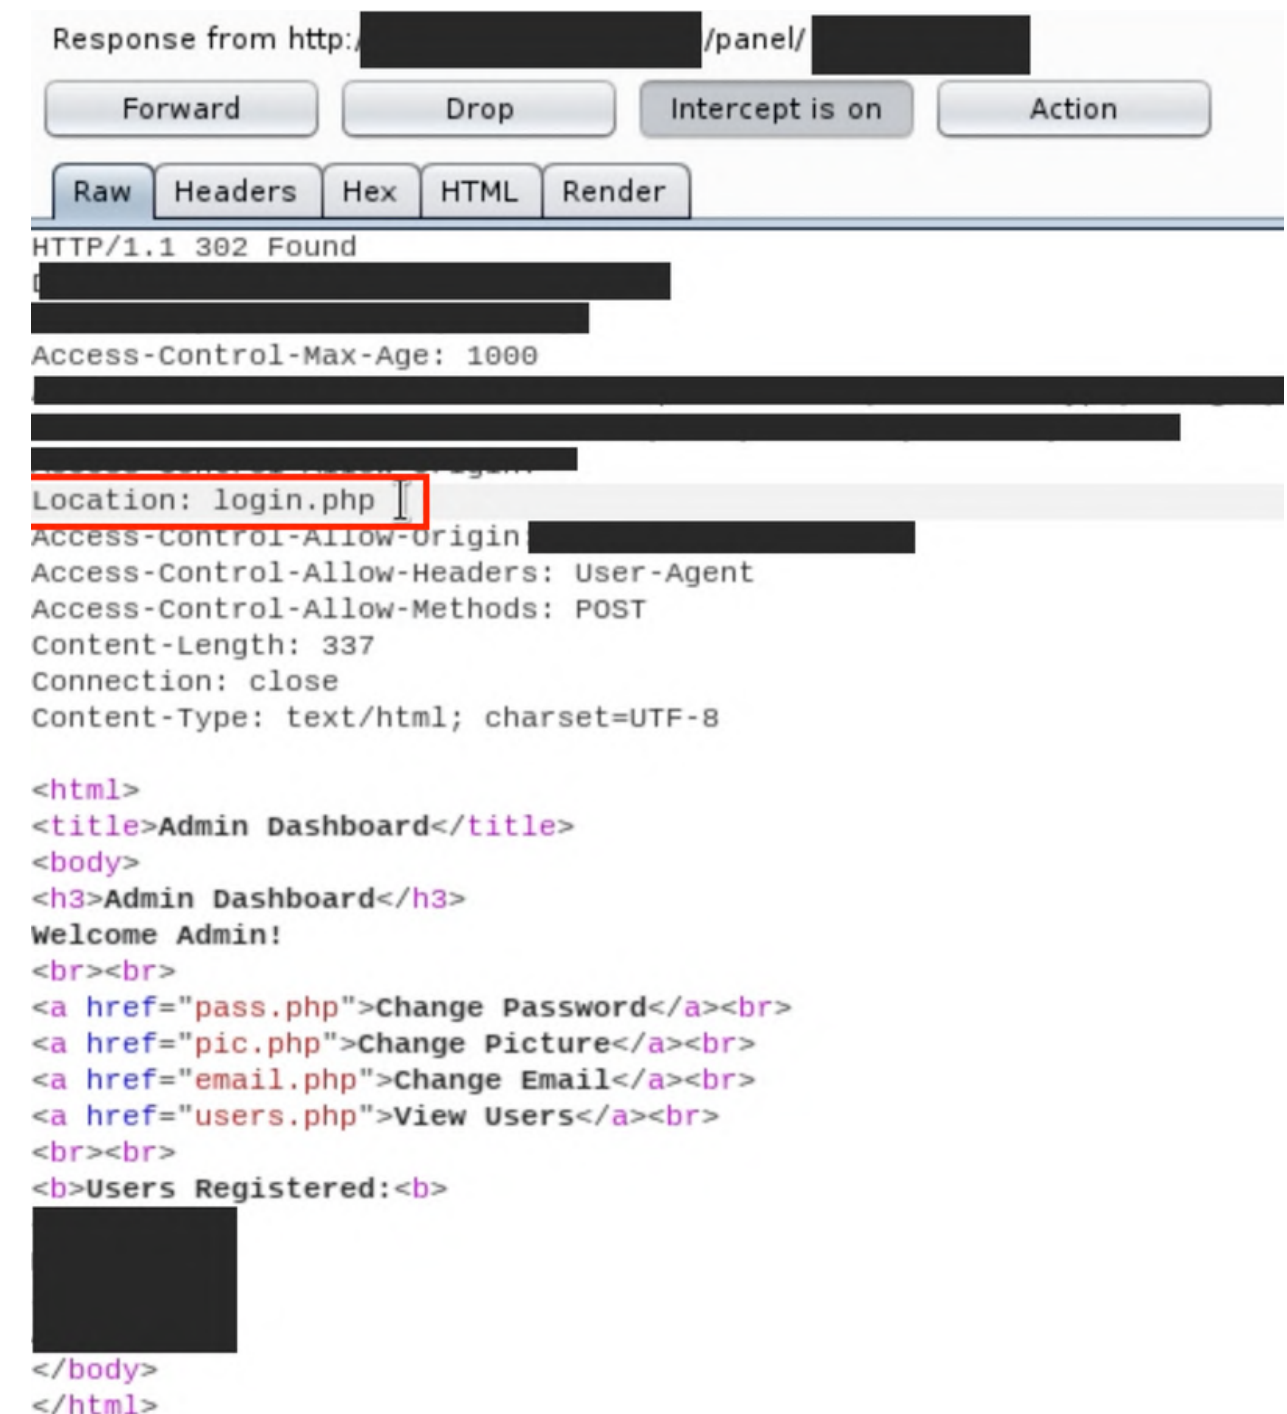 Response from http:/ /panel/
Forward Drop Intercept is on Action
Raw Headers Hex HTML Render
HTTP/1.1 302 Found
Access-Control-Max-Age: 1000
Location: login.php
Access-Control-Allow-Origin:
Access-Control-Allow-Headers: User-Agent
Access-Control-Allow-Methods: POST
Content-Length: 337
Connection: close
Content-Type: text/html; charset=UTF-8
<html>
<title>Admin Dashboard</title>
<body>
<h3>Admin Dashboard</h3>
Welcome Admin!
<br><br>
<a href="pass.php">Change Password</a><br>
<a href="pic.php">Change Picture</a><br>
<a href="email.php">Change Email</a><br>
<a href="users.php">View Users</a><br>
<br><br>
<b>Users Registered:<b>
</body>
</html>